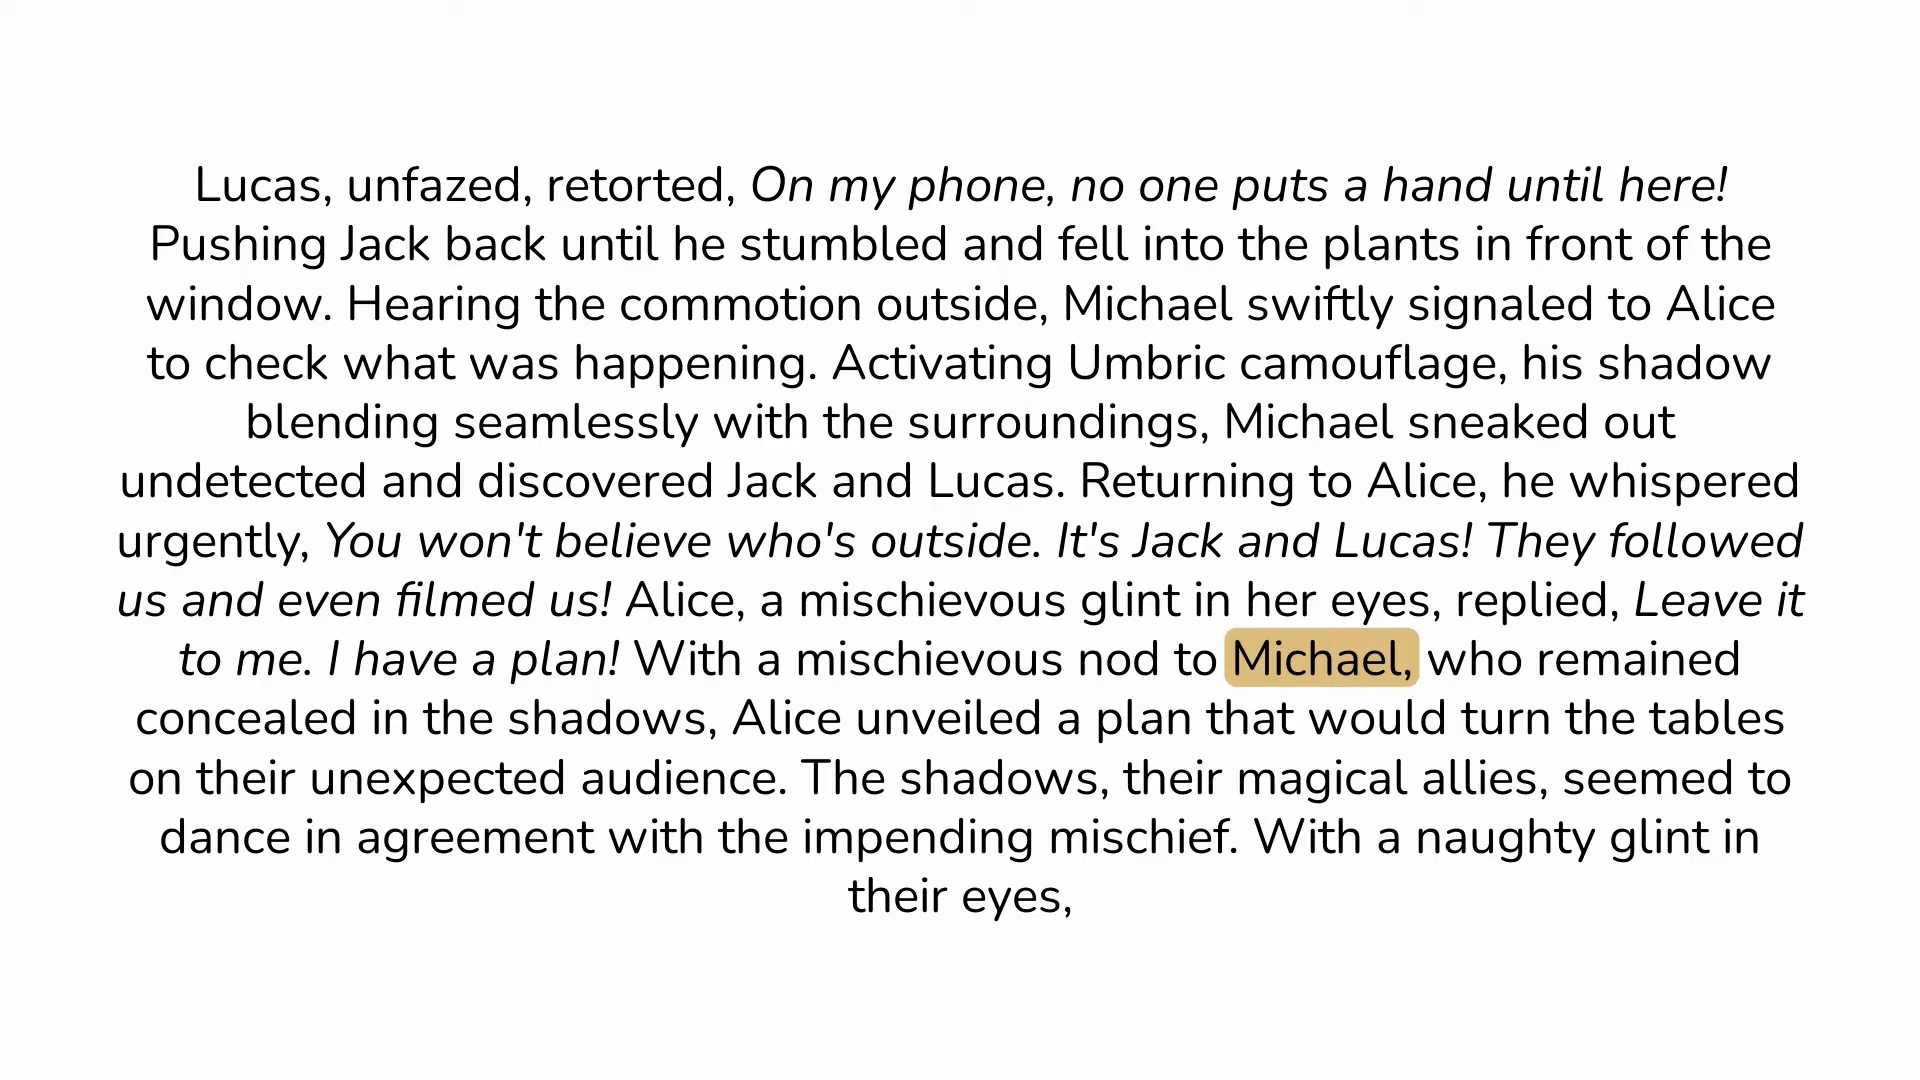 Lucas, unfazed, retorted, On my phone, no one puts a hand until here!
Pushing Jack back until he stumbled and fell into the plants in front of the
window. Hearing the commotion outside, Michael swiftly signaled to Alice
to check what was happening. Activating Umbric camouflage, his shadow
blending seamlessly with the surroundings, Michael sneaked out
undetected and discovered Jack and Lucas. Returning to Alice, he whispered
urgently, You won't believe who's outside. It's Jack and Lucas! They followed
us and even filmed us! Alice, a mischievous glint in her eyes, replied, Leave it
to me. I have a plan! With a mischievous nod to Michael, who remained
concealed in the shadows, Alice unveiled a plan that would turn the tables
on their unexpected audience. The shadows, their magical allies, seemed to
dance in agreement with the impending mischief. With a naughty glint in
their eyes,